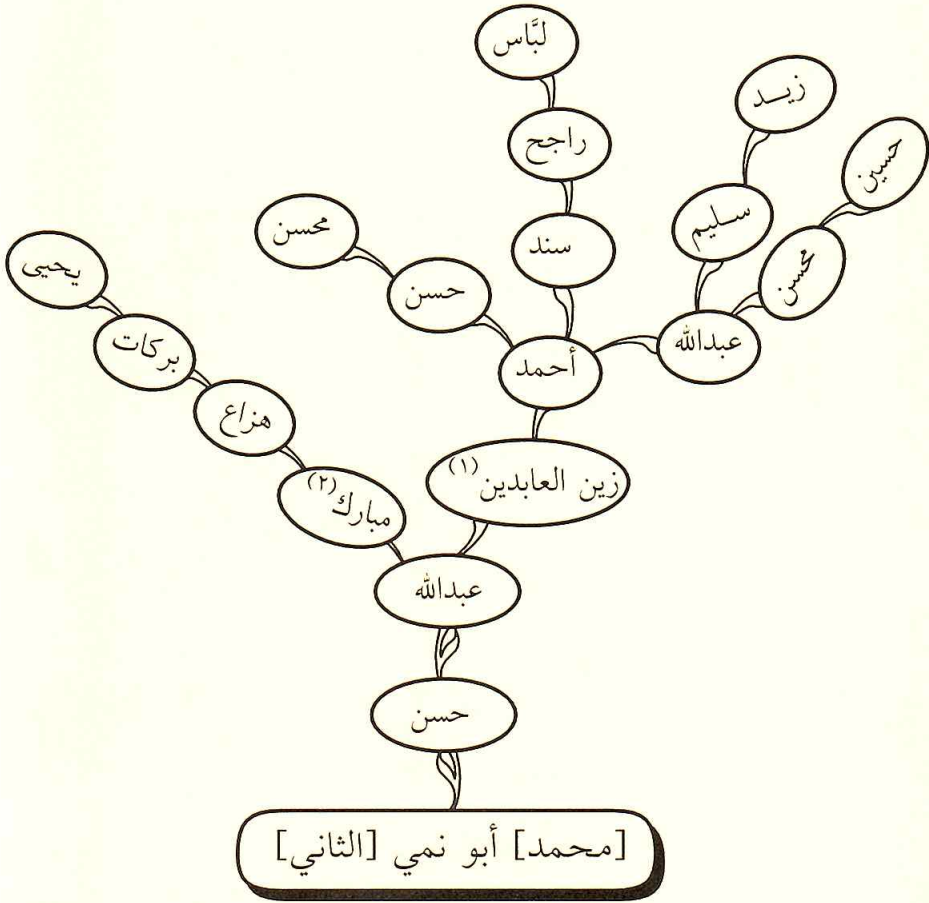 لبَّاس
زيـد
راجح
حسين
سليم
محسن
سند
محسن
يحيى
حسن
عبدالله
بركات
أحمد
هزاع
زين العابدين (١)
مبارك (٢)
عبدالله
حسن
[محمد] أبو نمي [الثاني]